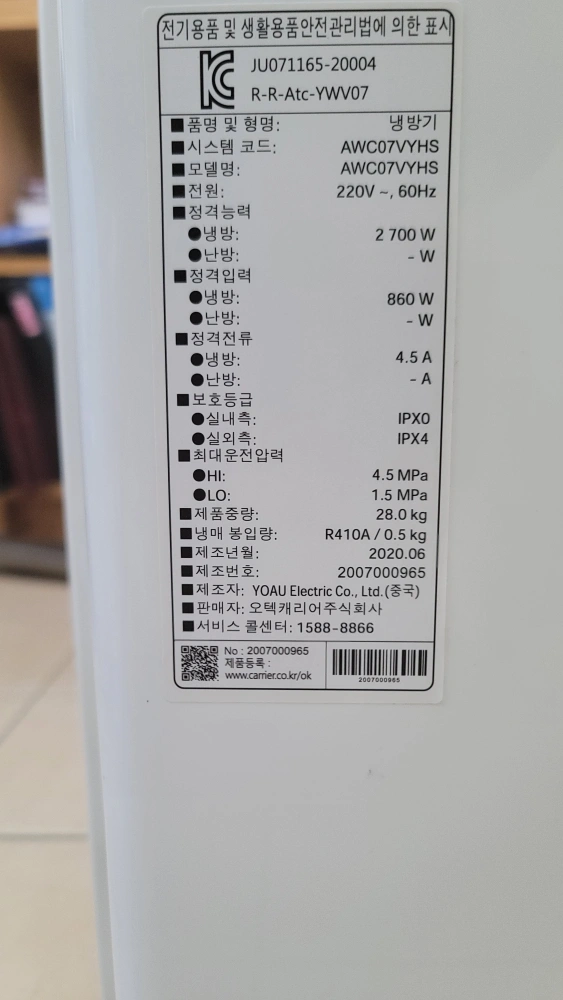 전기용품 및 생활용품안전관리법에 의한 표시
JU071165-20004
R-R-Atc-YWV07
■품명 및 형명: 냉방기
■시스템 코드: AWC07VYHS
■모델명: AWC07VYHS
■전원: 220V ~, 60Hz
■정격능력
●냉방: 2 700 W
●난방: - W
■정격입력
●냉방: 860 W
●난방: - W
■정격전류
●냉방: 4.5 A
●난방: - A
■보호등급
●실내측: IPX0
●실외측: IPX4
■최대운전압력
●HI: 4.5 MPa
●LO: 1.5 MPa
■제품중량: 28.0 kg
■냉매 봉입량: R410A / 0.5 kg
■제조년월: 2020.06
■제조번호: 2007000965
■제조자: YOAU Electric Co., Ltd.(중국)
■판매자: 오텍캐리어주식회사
■서비스 콜센터: 1588-8866
No : 2007000965
제품등록 :
www.carrier.co.kr/ok
2007000965